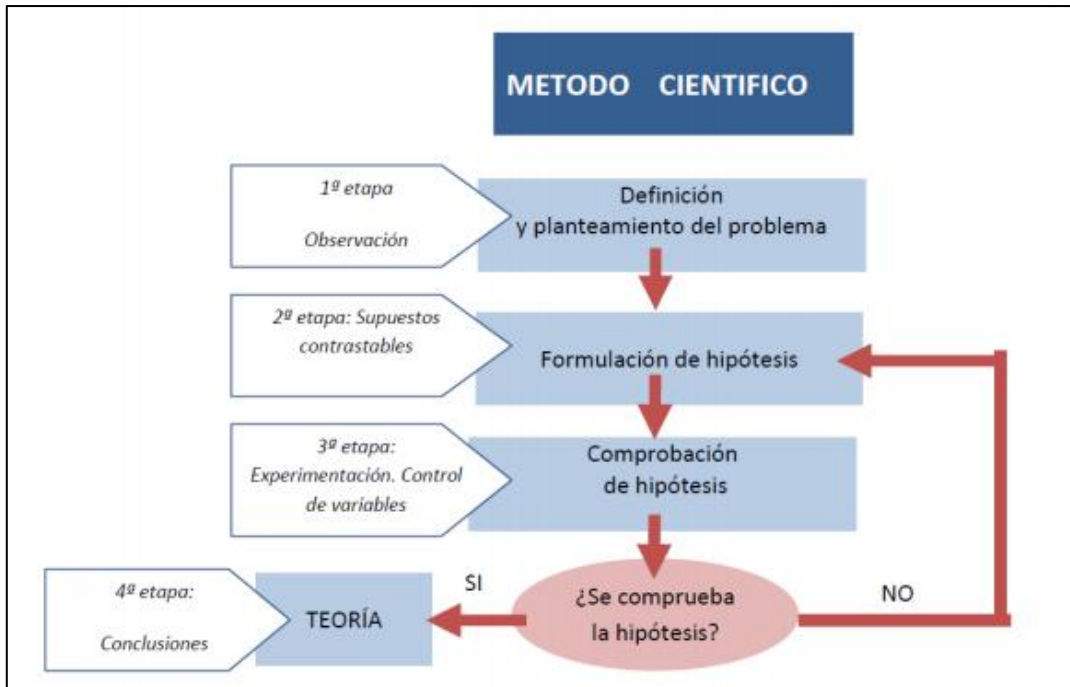 METODO CIENTIFICO
1ª etapa
Observación
Definición
y planteamiento del problema
2ª etapa: Supuestos
contrastables
Formulación de hipótesis
3ª etapa:
Experimentación. Control
de variables
Comprobación
de hipótesis
4ª etapa:
Conclusiones
TEORÍA
SI
¿Se comprueba
la hipótesis?
NO